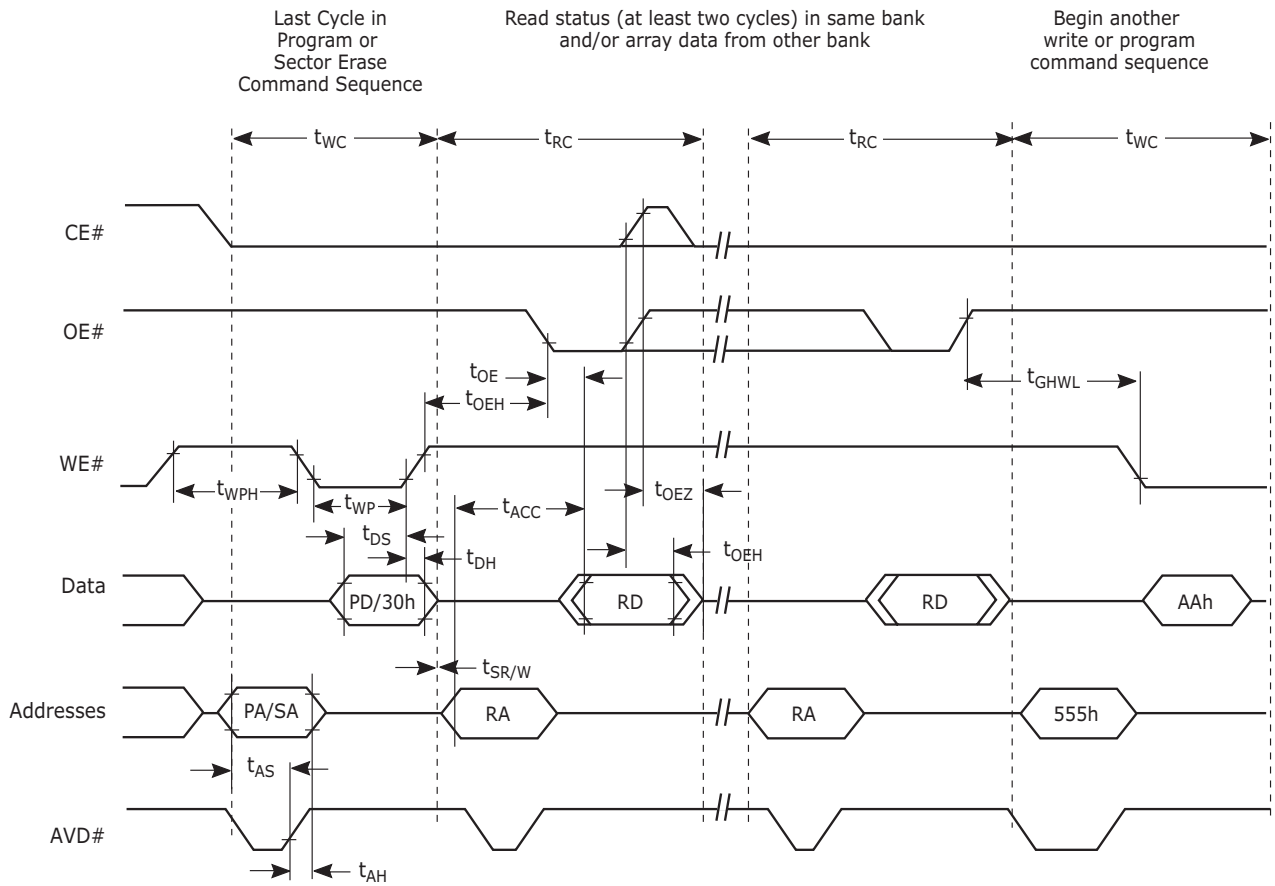 Last Cycle in
Program or
Sector Erase
Command Sequence
Read status (at least two cycles) in same bank
and/or array data from other bank
Begin another
write or program
command sequence
tWC
tRC
tRC
tWC
CE#
OE#
tOE
tOEH
tGHWL
WE#
tWPH
tWP
tACC
tOEZ
tDS
tDH
tOEH
Data
PD/30h
RD
RD
AAh
tSR/W
Addresses
PA/SA
RA
RA
555h
tAS
AVD#
tAH